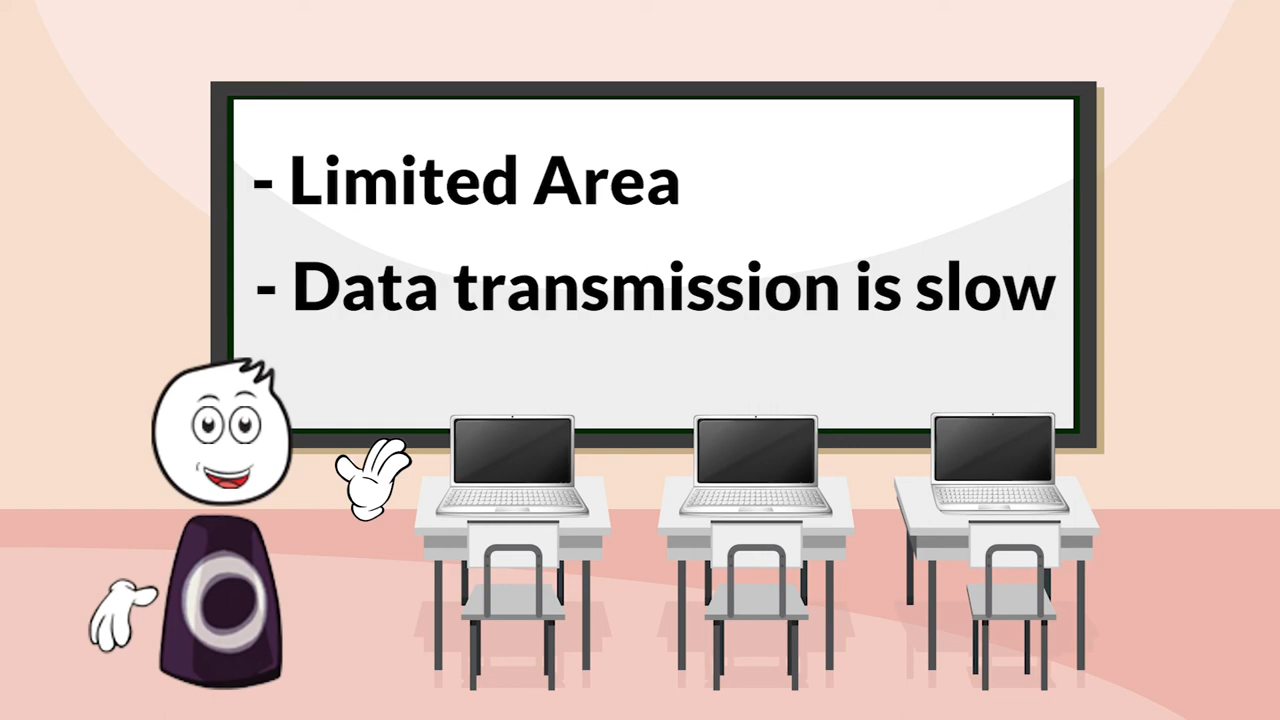 - Limited Area
- Data transmission is slow